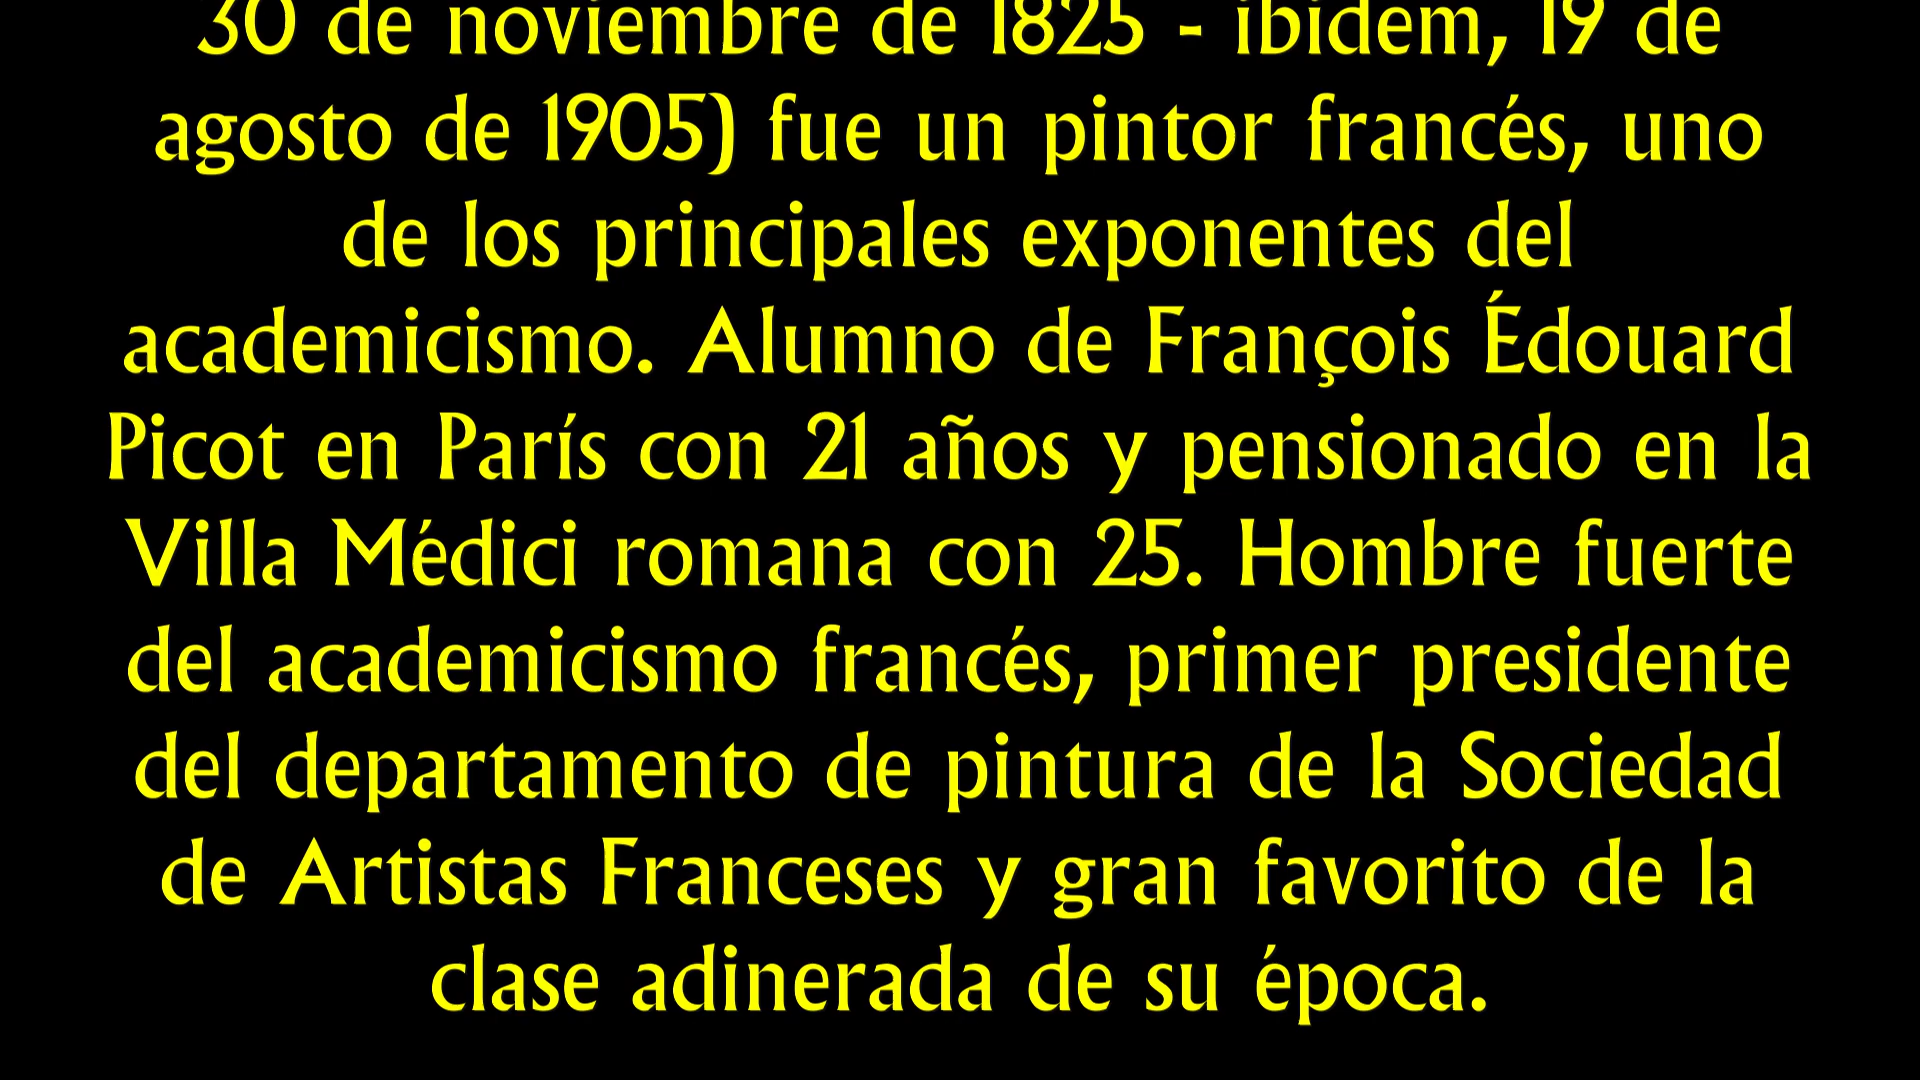 30 de noviembre de 1825 - ibidem, 19 de
agosto de 1905) fue un pintor francés, uno
de los principales exponentes del
academicismo. Alumno de François Édouard
Picot en París con 21 años y pensionado en la
Villa Médici romana con 25. Hombre fuerte
del academicismo francés, primer presidente
del departamento de pintura de la Sociedad
de Artistas Franceses y gran favorito de la
clase adinerada de su época.